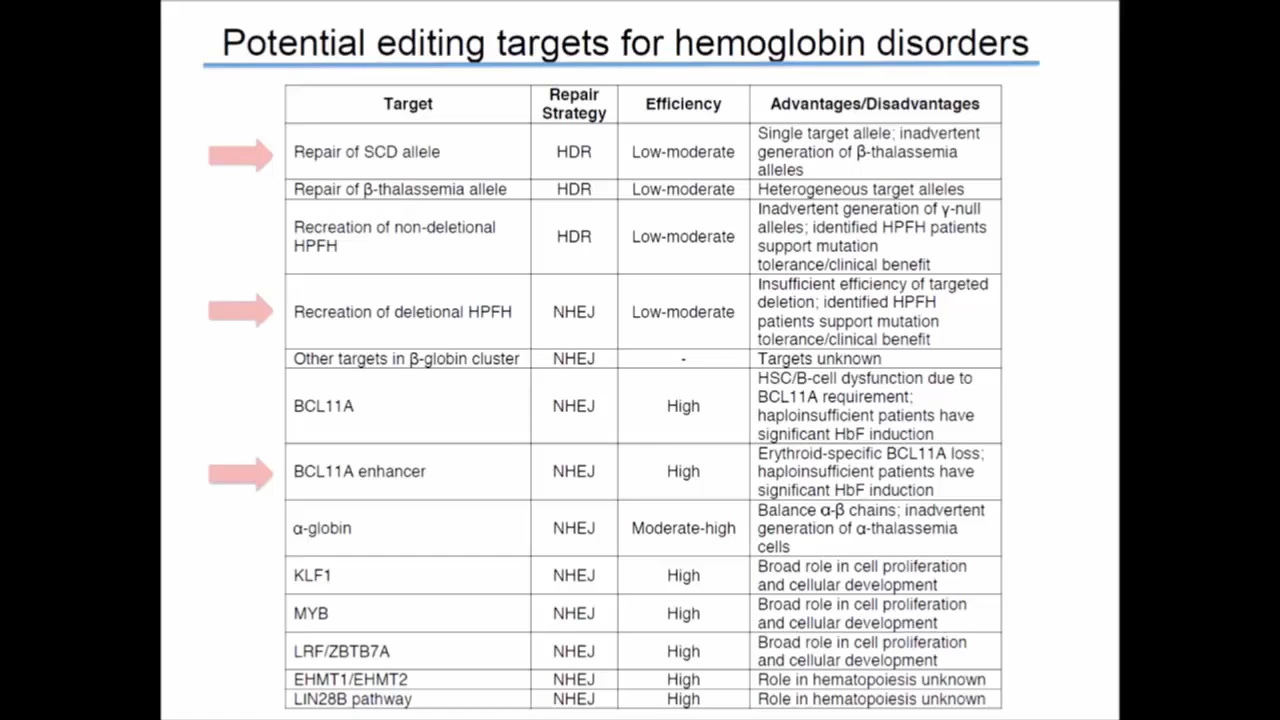 Potential editing targets for hemoglobin disorders
Target Repair Strategy Efficiency Advantages/Disadvantages
Repair of SCD allele HDR Low-moderate Single target allele; inadvertent
generation of β-thalassemia
alleles
Repair of β-thalassemia allele HDR Low-moderate Heterogeneous target alleles
Recreation of non-deletional
HPFH HDR Low-moderate Inadvertent generation of γ-null
alleles; identified HPFH patients
support mutation
tolerance/clinical benefit
Recreation of deletional HPFH NHEJ Low-moderate Insufficient efficiency of targeted
deletion; identified HPFH
patients support mutation
tolerance/clinical benefit
Other targets in β-globin cluster NHEJ - Targets unknown
BCL11A NHEJ High HSC/B-cell dysfunction due to
BCL11A requirement;
haploinsufficient patients have
significant HbF induction
BCL11A enhancer NHEJ High Erythroid-specific BCL11A loss;
haploinsufficient patients have
significant HbF induction
α-globin NHEJ Moderate-high Balance α-β chains; inadvertent
generation of α-thalassemia
cells
KLF1 NHEJ High Broad role in cell proliferation
and cellular development
MYB NHEJ High Broad role in cell proliferation
and cellular development
LRF/ZBTB7A NHEJ High Broad role in cell proliferation
and cellular development
EHMT1/EHMT2 NHEJ High Role in hematopoiesis unknown
LIN28B pathway NHEJ High Role in hematopoiesis unknown